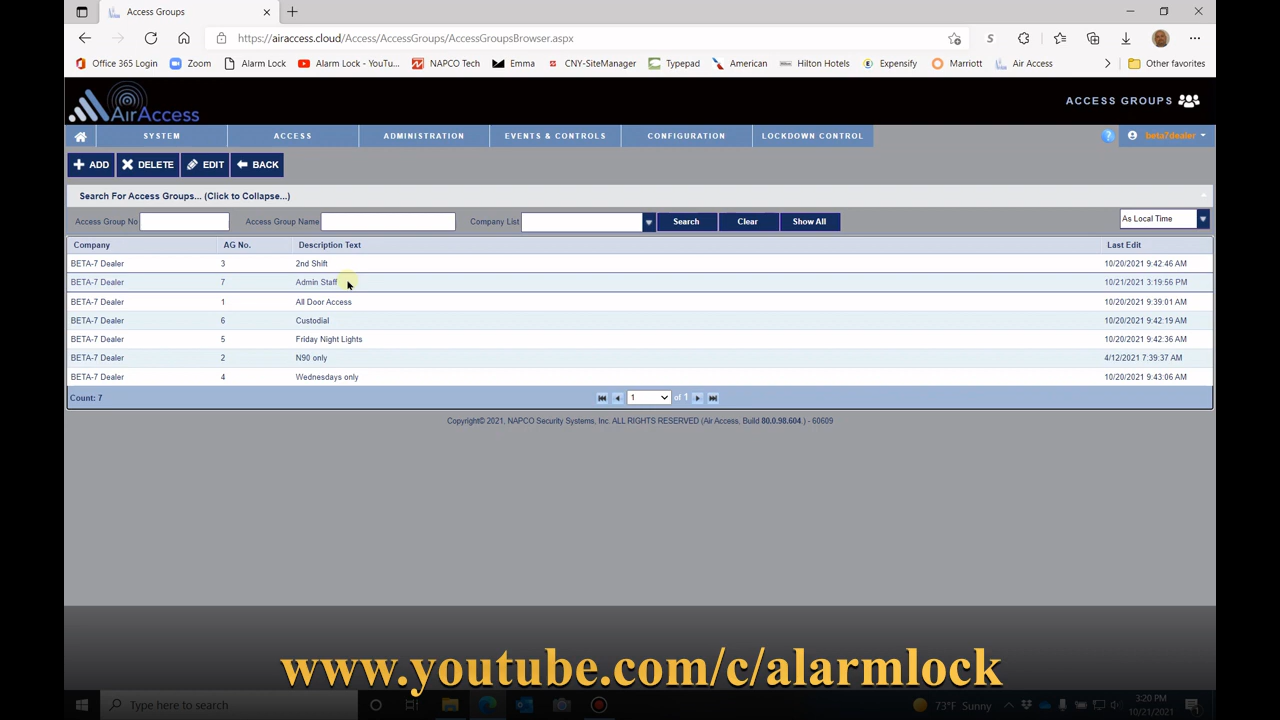 Access Groups
https://airaccess.cloud/Access/AccessGroups/AccessGroupsBrowser.aspx
Office 365 Login Zoom Alarm Lock Alarm Lock - YouTu... NAPCO Tech Emma CNY-SiteManager Typepad American Hilton Hotels Expensify Marriott Air Access Other favorites
AirAccess ACCESS GROUPS
SYSTEM ACCESS ADMINISTRATION EVENTS & CONTROLS CONFIGURATION LOCKDOWN CONTROL ? beta7dealer
ADD DELETE EDIT BACK
Search For Access Groups... (Click to Collapse...)
Access Group No Access Group Name Company List Search Clear Show All As Local Time
Company AG No. Description Text Last Edit
BETA-7 Dealer 3 2nd Shift 10/20/2021 9:42:46 AM
BETA-7 Dealer 7 Admin Staff 10/21/2021 3:19:56 PM
BETA-7 Dealer 1 All Door Access 10/20/2021 9:39:01 AM
BETA-7 Dealer 6 Custodial 10/20/2021 9:42:19 AM
BETA-7 Dealer 5 Friday Night Lights 10/20/2021 9:42:36 AM
BETA-7 Dealer 2 N90 only 4/12/2021 7:39:37 AM
BETA-7 Dealer 4 Wednesdays only 10/20/2021 9:43:06 AM
Count: 7 1 of 1
Copyright© 2021, NAPCO Security Systems, Inc. ALL RIGHTS RESERVED (Air Access, Build 80.0.98.604.) - 60609
www.youtube.com/c/alarmlock
Type here to search 73°F Sunny 3:20 PM
10/21/2021